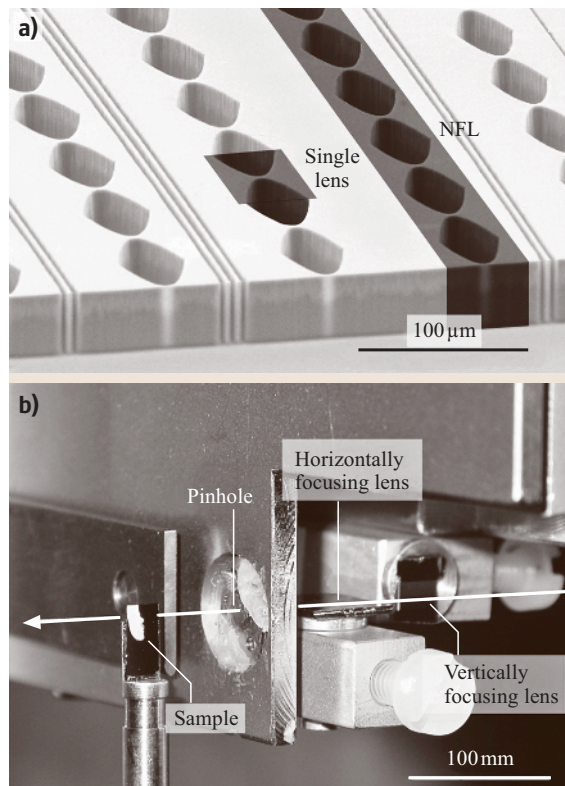 a)
NFL
Single
lens
100 µm
b)
Horizontally
focusing lens
Pinhole
Vertically
focusing lens
Sample
100 mm